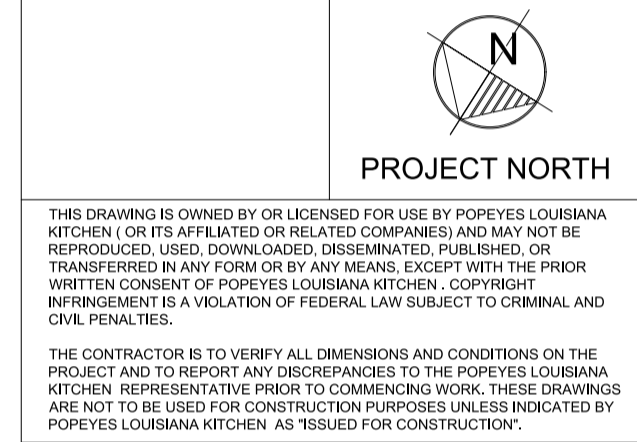 N
PROJECT NORTH
THIS DRAWING IS OWNED BY OR LICENSED FOR USE BY POPEYES LOUISIANA
KITCHEN ( OR ITS AFFILIATED OR RELATED COMPANIES) AND MAY NOT BE
REPRODUCED, USED, DOWNLOADED, DISSEMINATED, PUBLISHED, OR
TRANSFERRED IN ANY FORM OR BY ANY MEANS, EXCEPT WITH THE PRIOR
WRITTEN CONSENT OF POPEYES LOUISIANA KITCHEN . COPYRIGHT
INFRINGEMENT IS A VIOLATION OF FEDERAL LAW SUBJECT TO CRIMINAL AND
CIVIL PENALTIES.
THE CONTRACTOR IS TO VERIFY ALL DIMENSIONS AND CONDITIONS ON THE
PROJECT AND TO REPORT ANY DISCREPANCIES TO THE POPEYES LOUISIANA
KITCHEN REPRESENTATIVE PRIOR TO COMMENCING WORK. THESE DRAWINGS
ARE NOT TO BE USED FOR CONSTRUCTION PURPOSES UNLESS INDICATED BY
POPEYES LOUISIANA KITCHEN AS "ISSUED FOR CONSTRUCTION".